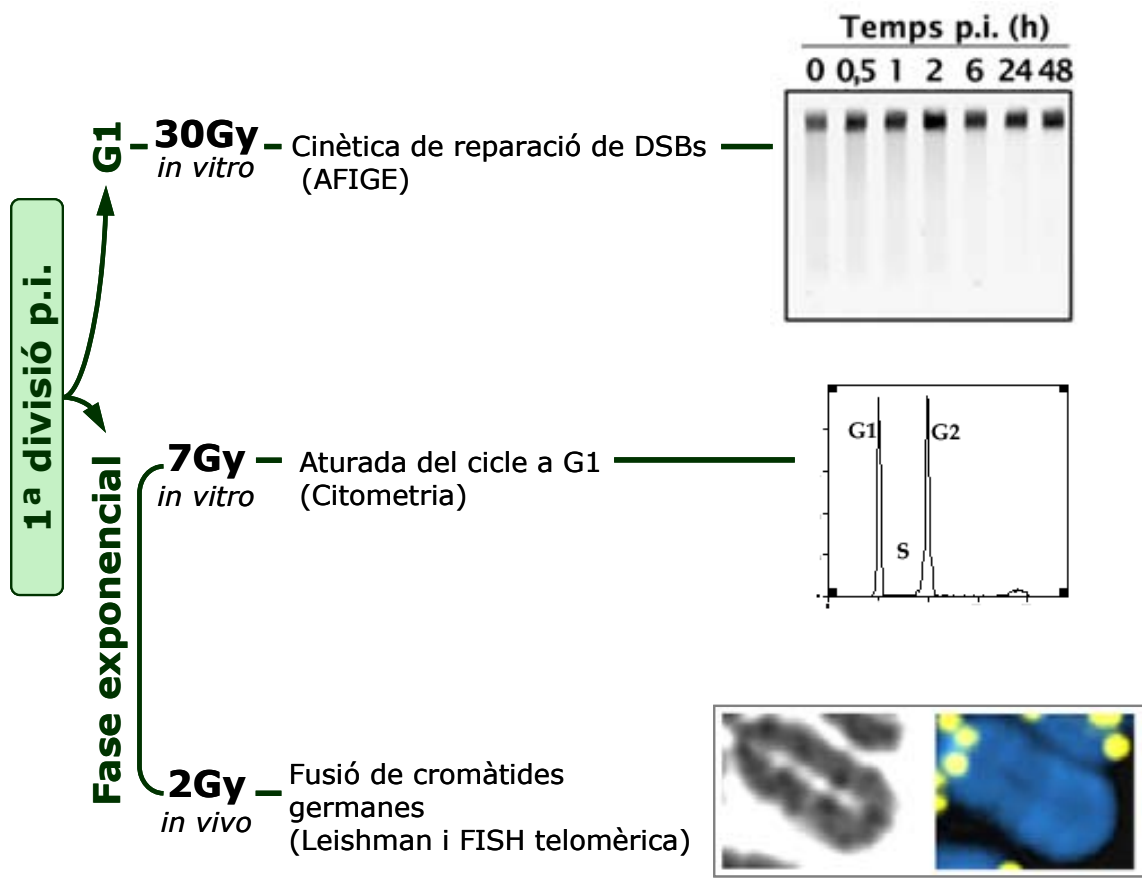 Temps p.i. (h)
0 0,5 1 2 6 24 48
1ª divisió p.i.
G1
30Gy
in vitro
Cinètica de reparació de DSBs
(AFIGE)
Fase exponencial
7Gy
in vitro
Aturada del cicle a G1
(Citometria)
G1
G2
S
2Gy
in vivo
Fusió de cromàtides
germanes
(Leishman i FISH telomèrica)